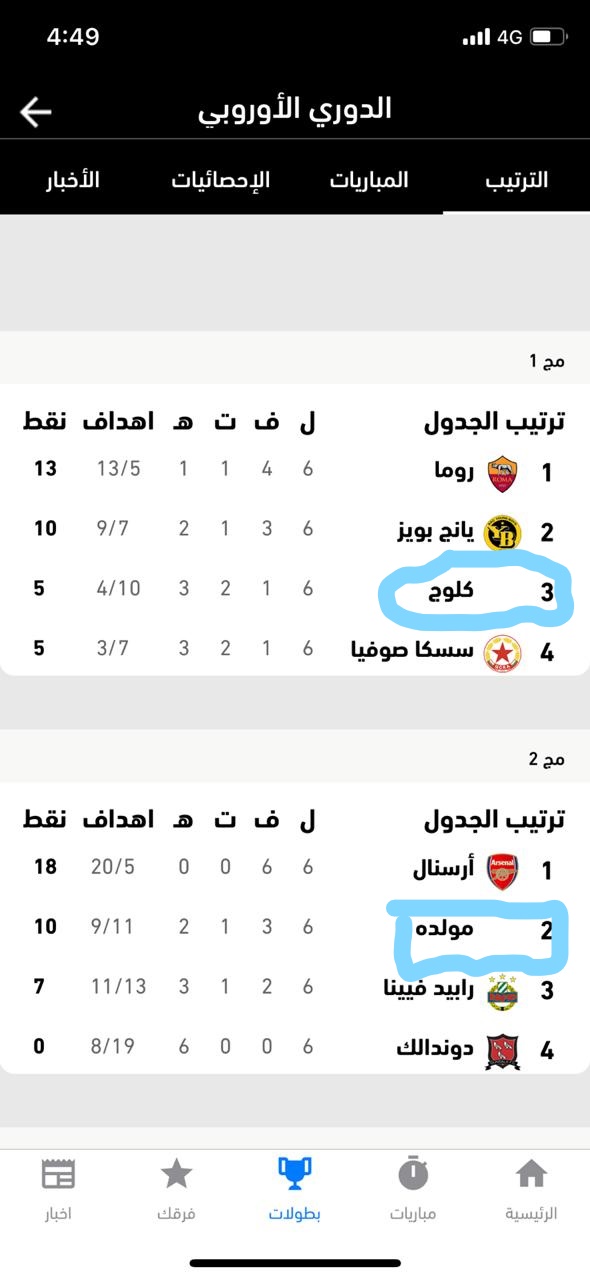 4:49 4G
الدوري الأوروبي
الترتيب المباريات الإحصائيات الأخبار
مج 1
ترتيب الجدول ل ف ت هـ اهداف نقط
1 روما 6 4 1 1 13/5 13
2 يانج بويز 6 3 1 2 9/7 10
3 كلوج 6 1 2 3 4/10 5
4 سسكا صوفيا 6 1 2 3 3/7 5
مج 2
ترتيب الجدول ل ف ت هـ اهداف نقط
1 أرسنال 6 6 0 0 20/5 18
2 مولده 6 3 1 2 9/11 10
3 رابيد فيينا 6 2 1 3 11/13 7
4 دوندالك 6 0 0 6 8/19 0
الرئيسية مباريات بطولات فرقك اخبار